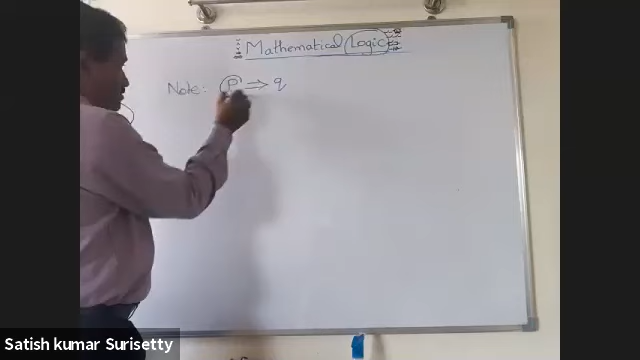 Mathematical Logic
Note: P ⇒ q
Satish kumar Surisetty